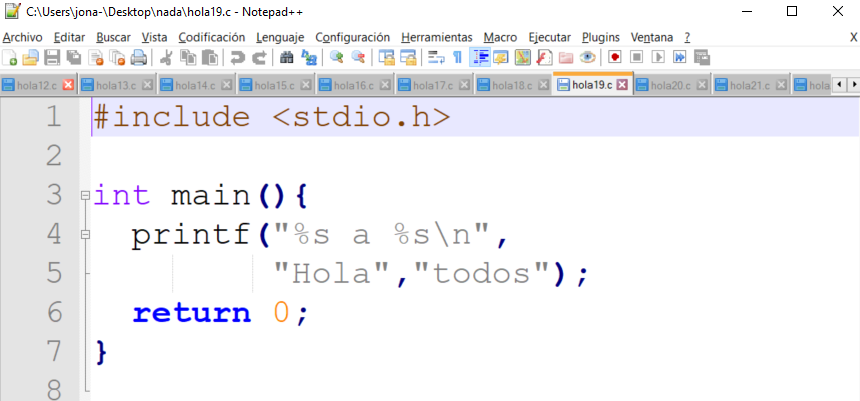 C:\Users\jona-\Desktop\nada\hola19.c - Notepad++
Archivo Editar Buscar Vista Codificación Lenguaje Configuración Herramientas Macro Ejecutar Plugins Ventana ? X
hola12.c hola13.c hola14.c hola15.c hola16.c hola17.c hola18.c hola19.c hola20.c hola21.c hola
1 #include <stdio.h>
2
3 int main(){
4   printf("%s a %s\n",
5          "Hola","todos");
6   return 0;
7 }
8